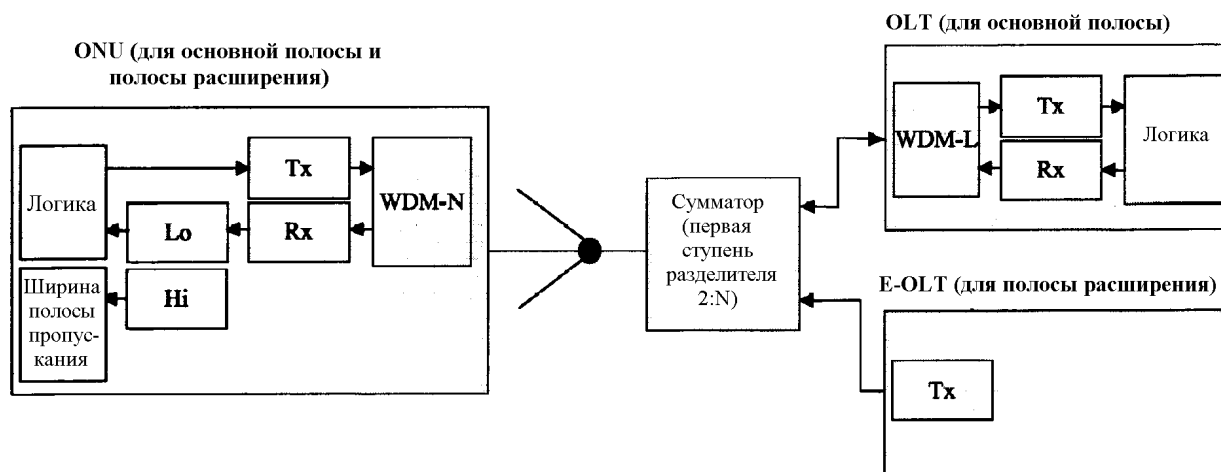 ONU (для основной полосы и
полосы расширения)
Логика
Tx
WDM-N
Lo
Rx
Ширина
полосы
пропус-
кания
Hi
Сумматор
(первая
ступень
разделителя
2:N)
OLT (для основной полосы)
WDM-L
Tx
Rx
Логика
E-OLT (для полосы расширения)
Tx